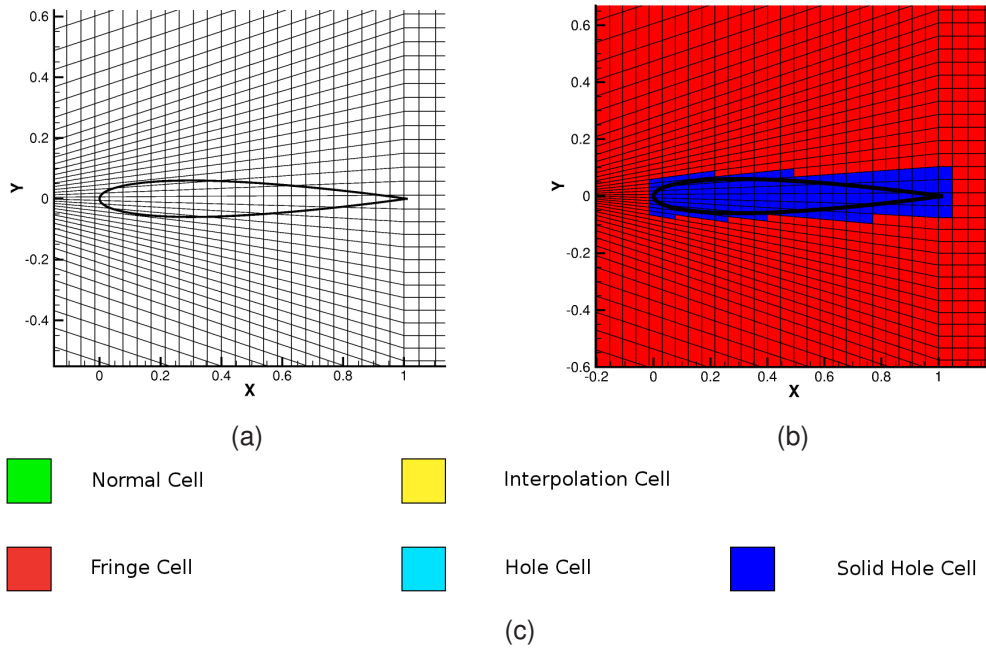 0.6
0.4
0.2
0
-0.2
-0.4
Y
0
0.2
0.4
0.6
0.8
1
X
(a)
0.6
0.4
0.2
0
-0.2
-0.4
-0.6
Y
-0.2
0
0.2
0.4
0.6
0.8
1
X
(b)
Normal Cell
Interpolation Cell
Fringe Cell
Hole Cell
Solid Hole Cell
(c)